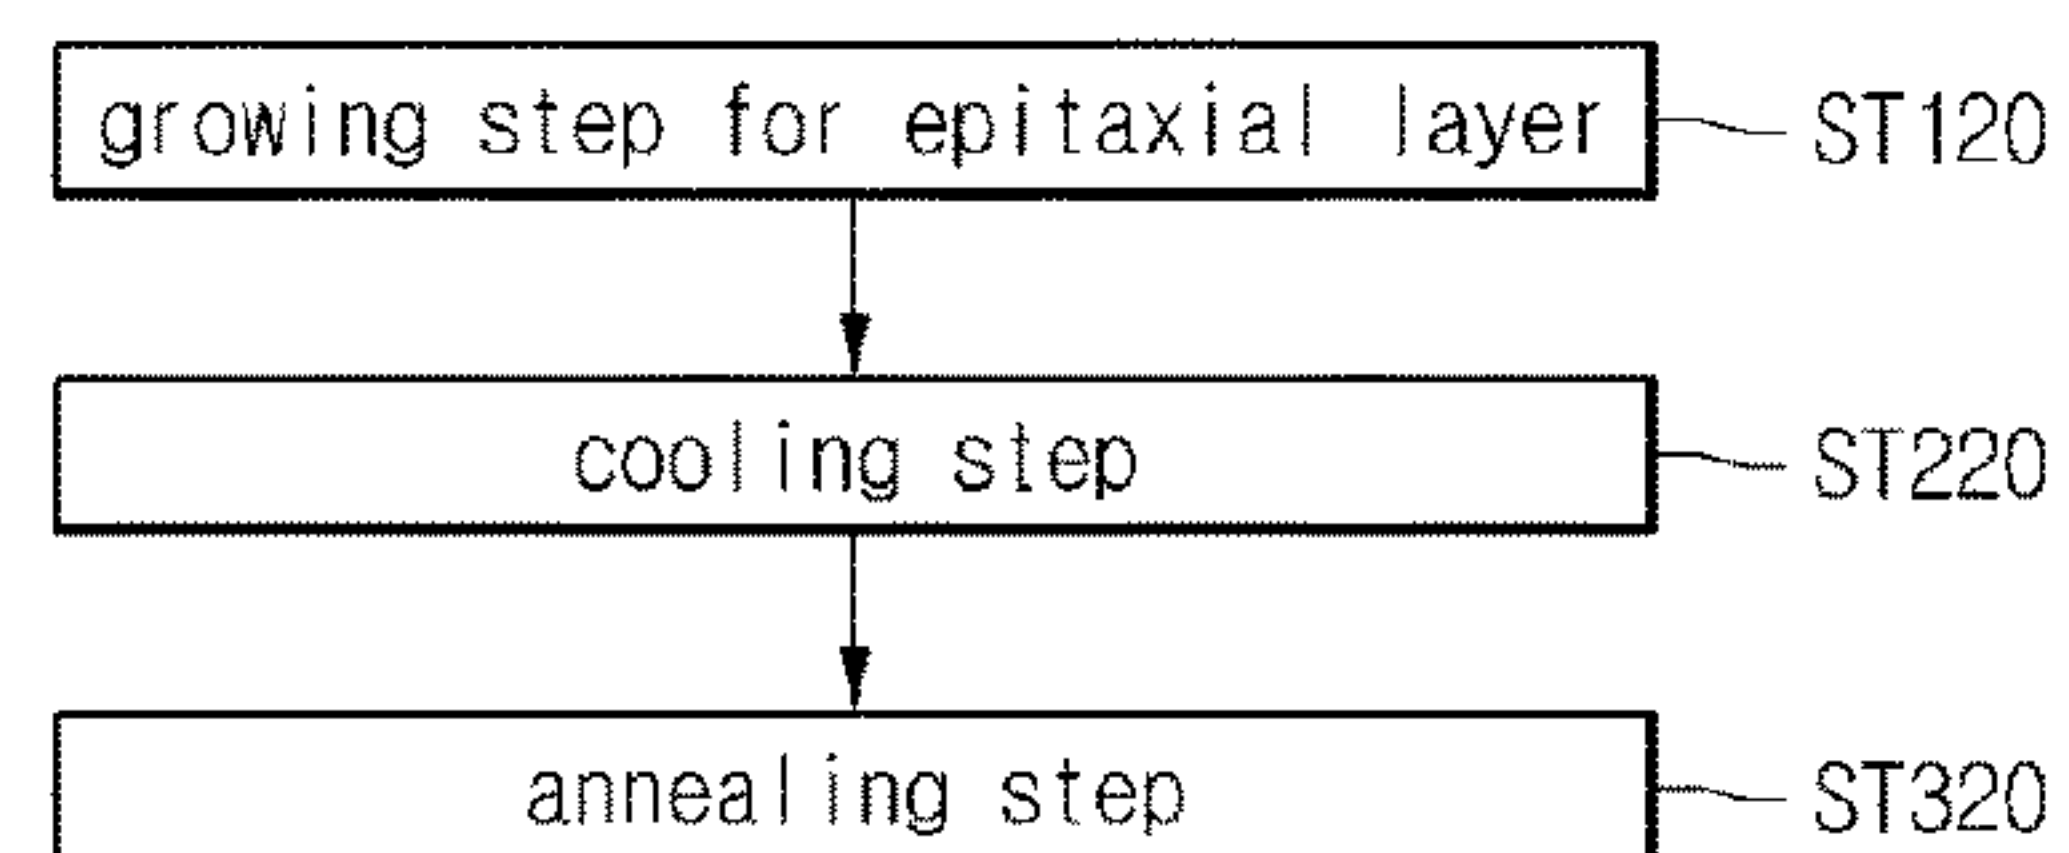 growing step for epitaxial layer ST120
cooling step ST220
annealing step ST320